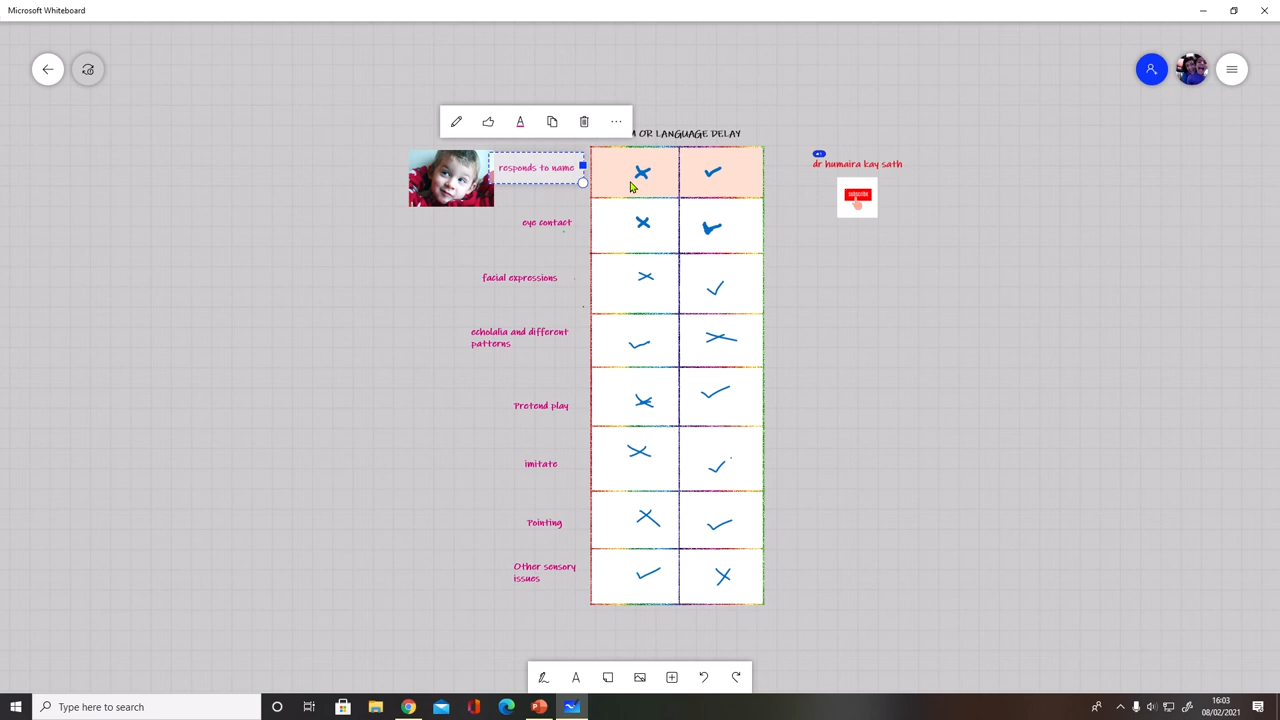 Microsoft Whiteboard
OR LANGUAGE DELAY
responds to name
dr humaira kay sath
subscribe
eye contact
facial expressions
echolalia and different
patterns
Pretend play
imitate
Pointing
Other sensory
issues
Type here to search
16:03
08/02/2021